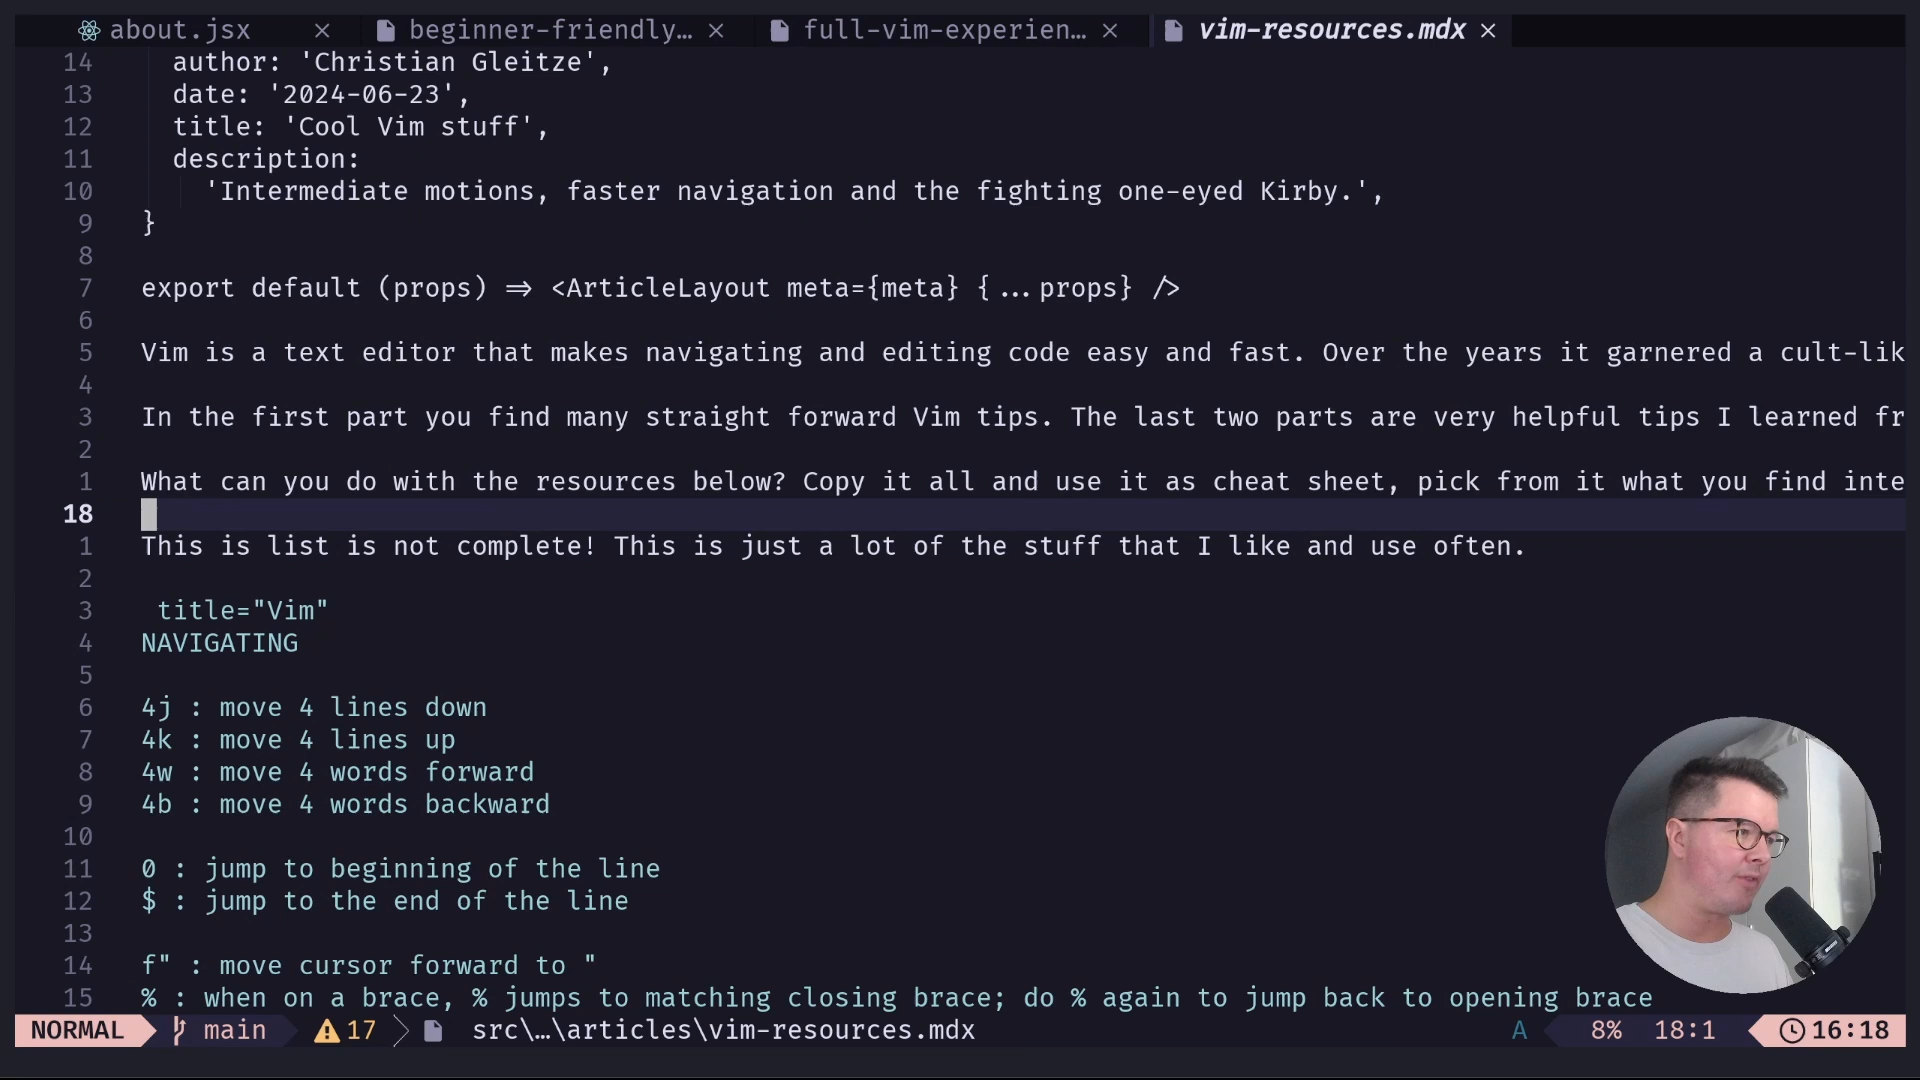 about.jsx × beginner-friendly… × full-vim-experien… × vim-resources.mdx ×
14 author: 'Christian Gleitze',
13 date: '2024-06-23',
12 title: 'Cool Vim stuff',
11 description:
10 'Intermediate motions, faster navigation and the fighting one-eyed Kirby.',
9 }
8
7 export default (props) => <ArticleLayout meta={meta} {...props} />
6
5 Vim is a text editor that makes navigating and editing code easy and fast. Over the years it garnered a cult-lik
4
3 In the first part you find many straight forward Vim tips. The last two parts are very helpful tips I learned fr
2
1 What can you do with the resources below? Copy it all and use it as cheat sheet, pick from it what you find inte
18
1 This is list is not complete! This is just a lot of the stuff that I like and use often.
2
3 title="Vim"
4 NAVIGATING
5
6 4j : move 4 lines down
7 4k : move 4 lines up
8 4w : move 4 words forward
9 4b : move 4 words backward
10
11 0 : jump to beginning of the line
12 $ : jump to the end of the line
13
14 f" : move cursor forward to "
15 % : when on a brace, % jumps to matching closing brace; do % again to jump back to opening brace
NORMAL main 17 src\…\articles\vim-resources.mdx A 8% 18:1 16:18